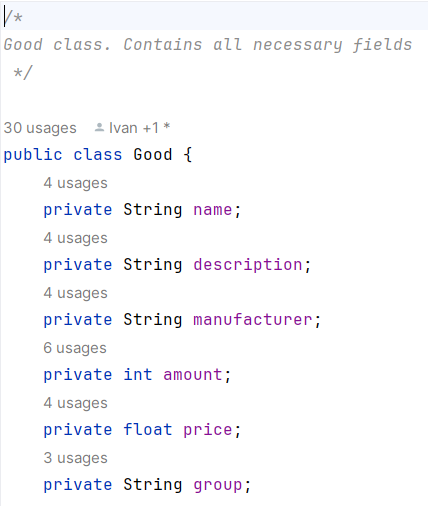 /*
Good class. Contains all necessary fields
*/
30 usages Ivan +1 *
public class Good {
4 usages
private String name;
4 usages
private String description;
4 usages
private String manufacturer;
6 usages
private int amount;
4 usages
private float price;
3 usages
private String group;